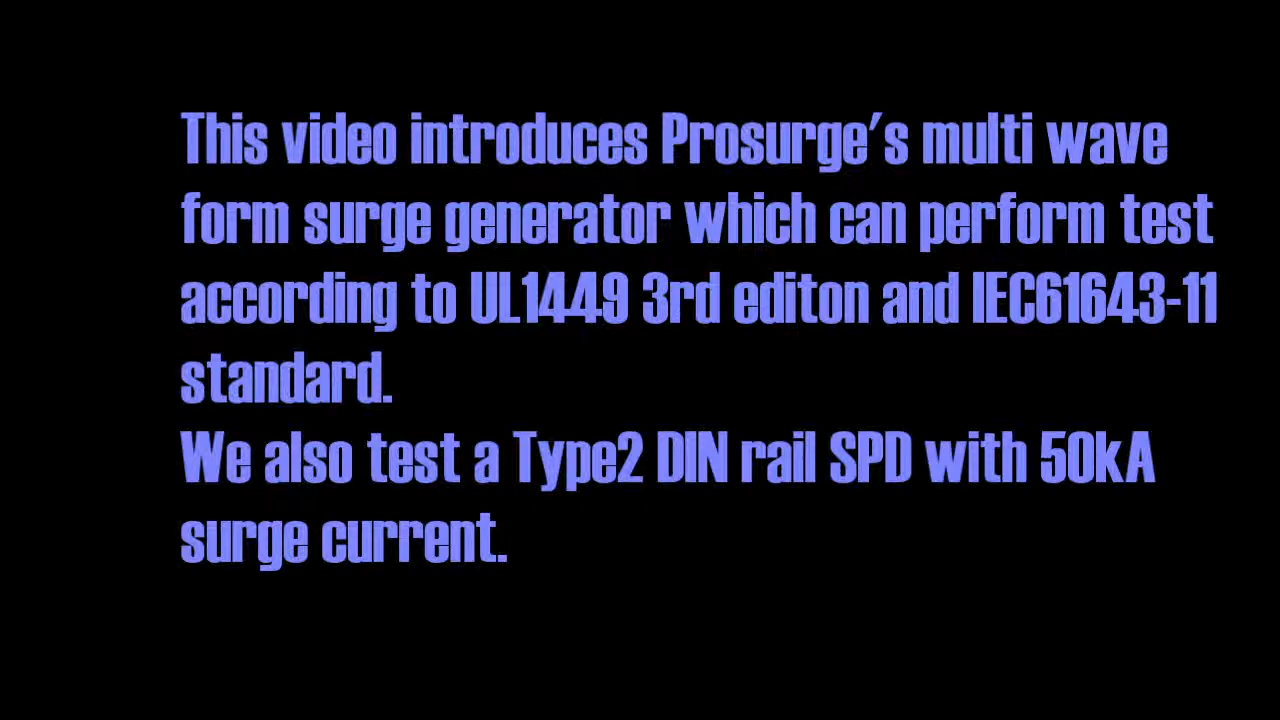 This video introduces Prosurge's multi wave
form surge generator which can perform test
according to UL1449 3rd editon and IEC61643-11
standard.
We also test a Type2 DIN rail SPD with 50kA
surge current.